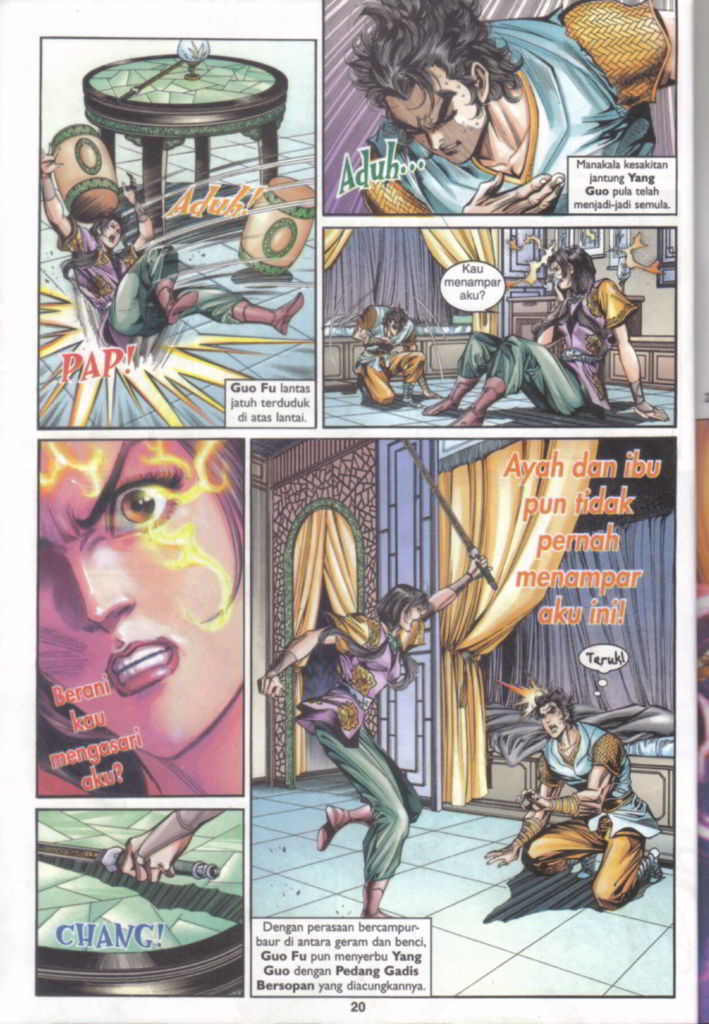 Aduh!
PAP!
Guo Fu lantas
jatuh terduduk
di atas lantai.
Aduh...
Manakala kesakitan
jantung Yang
Guo pula telah
menjadi-jadi semula.
Kau
menampar
aku?
Berani
kau
mengasari
aku?
CHANG!
Ayah dan ibu
pun tidak
pernah
menampar
aku ini!
Teruk!
Dengan perasaan bercampur-
baur di antara geram dan benci,
Guo Fu pun menyerbu Yang
Guo dengan Pedang Gadis
Bersopan yang diacungkannya.
20